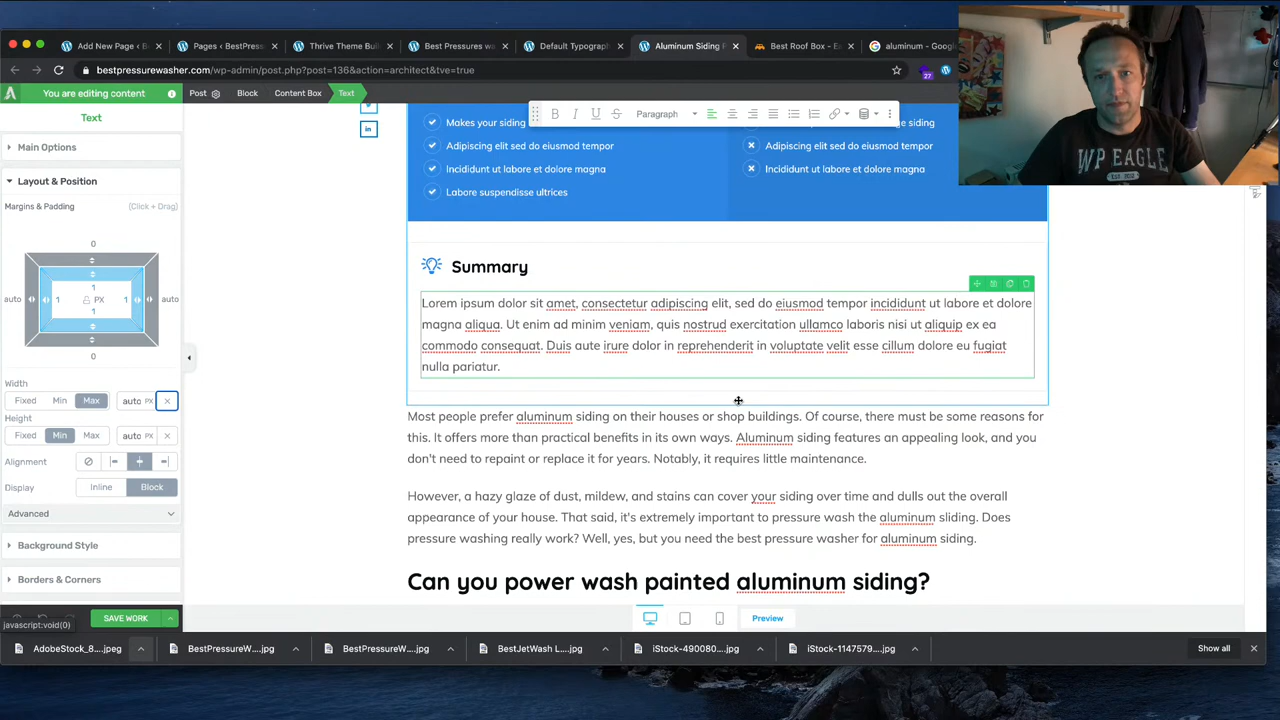 Add New Page ‹ Be
Pages ‹ BestPress
Thrive Theme Bui
Best Pressures wa
Default Typograph
Aluminum Siding F
Best Roof Box - Ea
aluminum - Googl
bestpressurewasher.com/wp-admin/post.php?post=136&action=architect&tve=true
27
You are editing content
Post
Block
Content Box
Text
Text
Paragraph
Main Options
Layout & Position
Margins & Padding
(Click + Drag)
0
auto
1
1
PX
1
1
auto
0
Width
Fixed
Min
Max
auto PX
Height
Fixed
Min
Max
auto PX
Alignment
Display
Inline
Block
Advanced
Background Style
Borders & Corners
javascript:void(0)
SAVE WORK
in
Makes your siding
Adipiscing elit sed do eiusmod tempor
Incididunt ut labore et dolore magna
Labore suspendisse ultrices
ge siding
Adipiscing elit sed do eiusmod tempor
Incididunt ut labore et dolore magna
Summary
Lorem ipsum dolor sit amet, consectetur adipiscing elit, sed do eiusmod tempor incididunt ut labore et dolore
magna aliqua. Ut enim ad minim veniam, quis nostrud exercitation ullamco laboris nisi ut aliquip ex ea
commodo consequat. Duis aute irure dolor in reprehenderit in voluptate velit esse cillum dolore eu fugiat
nulla pariatur.
Most people prefer aluminum siding on their houses or shop buildings. Of course, there must be some reasons for
this. It offers more than practical benefits in its own ways. Aluminum siding features an appealing look, and you
don't need to repaint or replace it for years. Notably, it requires little maintenance.
However, a hazy glaze of dust, mildew, and stains can cover your siding over time and dulls out the overall
appearance of your house. That said, it's extremely important to pressure wash the aluminum sliding. Does
pressure washing really work? Well, yes, but you need the best pressure washer for aluminum siding.
Can you power wash painted aluminum siding?
Preview
AdobeStock_8....jpeg
BestPressureW....jpg
BestPressureW....jpg
BestJetWash L....jpg
iStock-490080....jpg
iStock-1147579....jpg
Show all
WP EAGLE